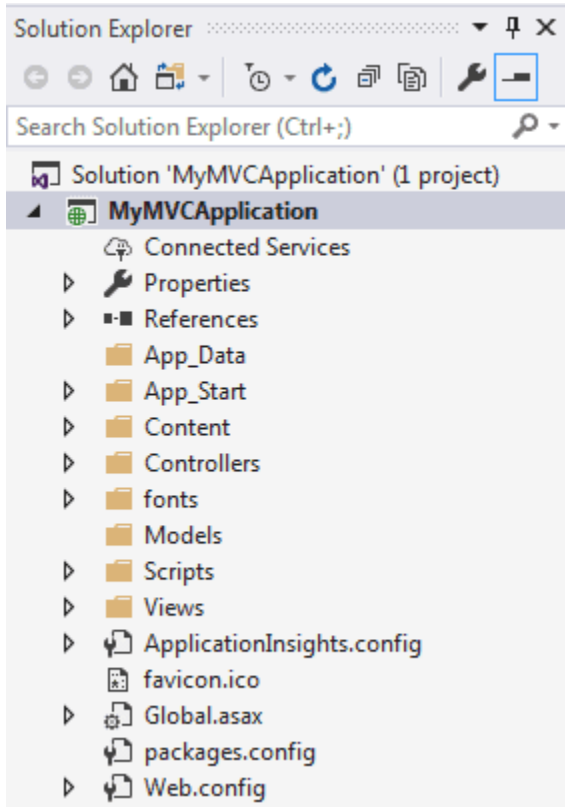 Solution Explorer
Search Solution Explorer (Ctrl+;)
Solution 'MyMVCApplication' (1 project)
MyMVCApplication
Connected Services
Properties
References
App_Data
App_Start
Content
Controllers
fonts
Models
Scripts
Views
ApplicationInsights.config
favicon.ico
Global.asax
packages.config
Web.config